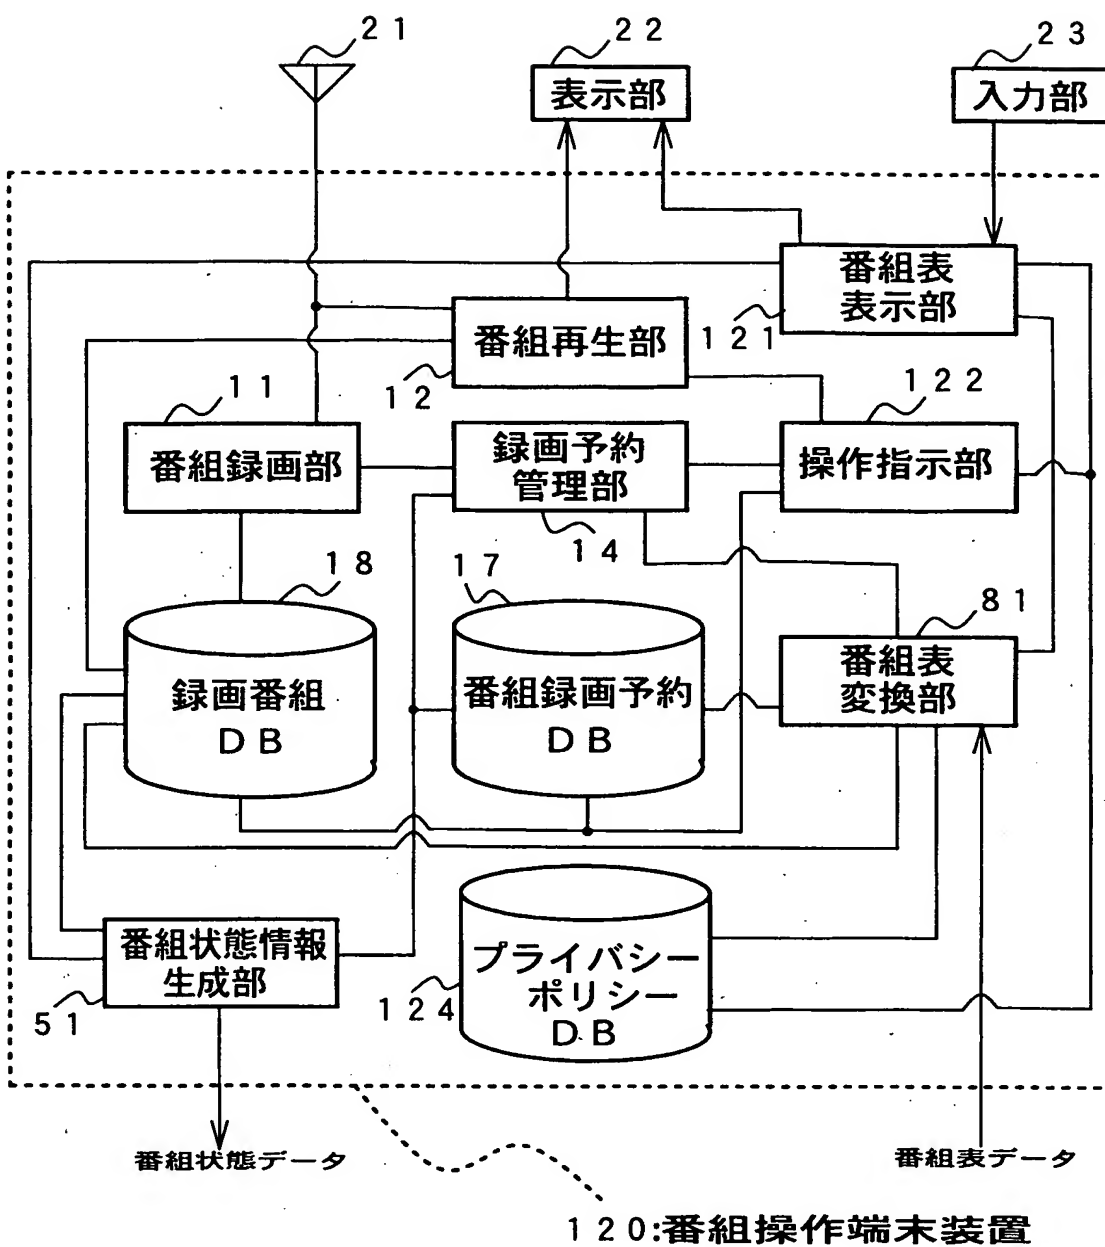 21
22
23
表示部
入力部
番組表
表示部
121
番組再生部
12
122
11
番組録画部
録画予約
管理部
操作指示部
14
18
17
81
録画番組
DB
番組録画予約
DB
番組表
変換部
番組状態情報
生成部
51
プライバシー
ポリシー
DB
124
番組状態データ
番組表データ
120:番組操作端末装置